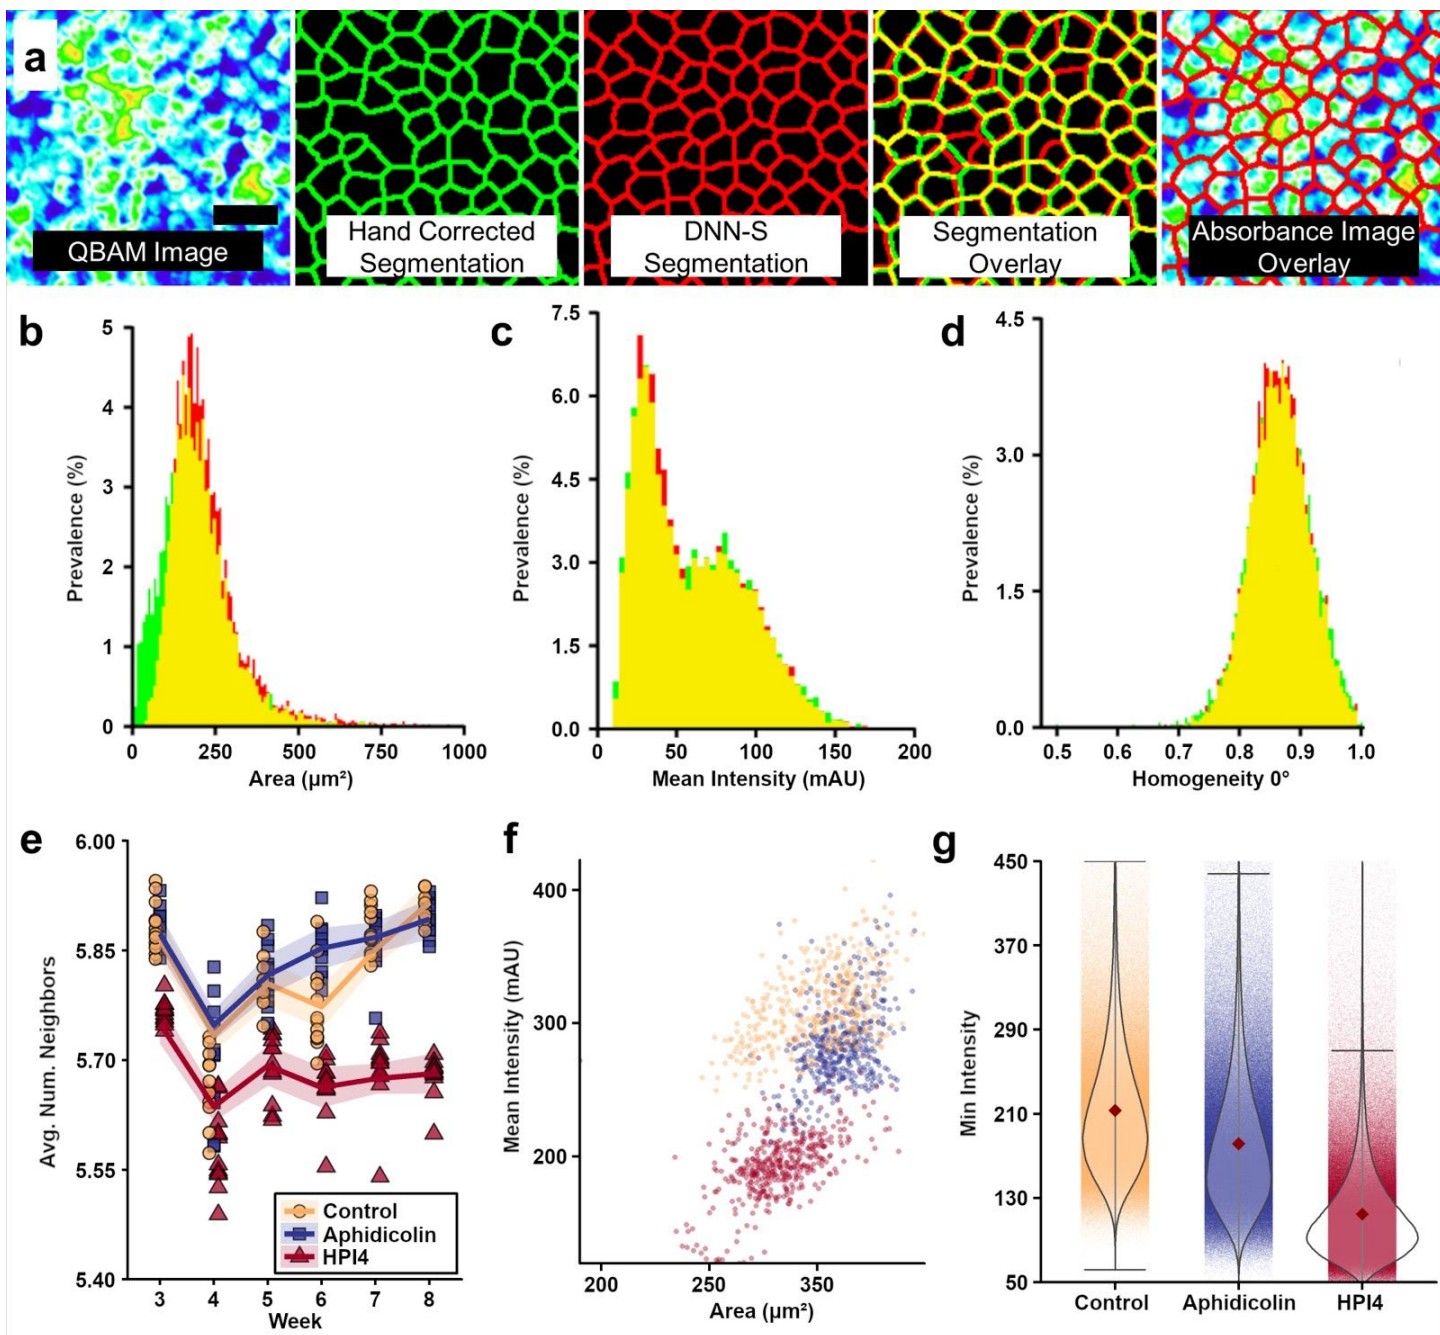 a
QBAM Image
Hand Corrected
Segmentation
DNN-S
Segmentation
Segmentation
Overlay
Absorbance Image
Overlay
b
Prevalence (%)
5
4
3
2
1
0
0 250 500 750 1000
Area (µm²)
c
Prevalence (%)
7.5
6.0
4.5
3.0
1.5
0.0
0 50 100 150 200
Mean Intensity (mAU)
d
Prevalence (%)
4.5
3.0
1.5
0.0
0.5 0.6 0.7 0.8 0.9 1.0
Homogeneity 0°
e
Avg. Num. Neighbors
6.00
5.85
5.70
5.55
5.40
Control
Aphidicolin
HPI4
3 4 5 6 7 8
Week
f
Mean Intensity (mAU)
400
300
200
200 250 350
Area (µm²)
g
Min Intensity
450
370
290
210
130
50
Control Aphidicolin HPI4